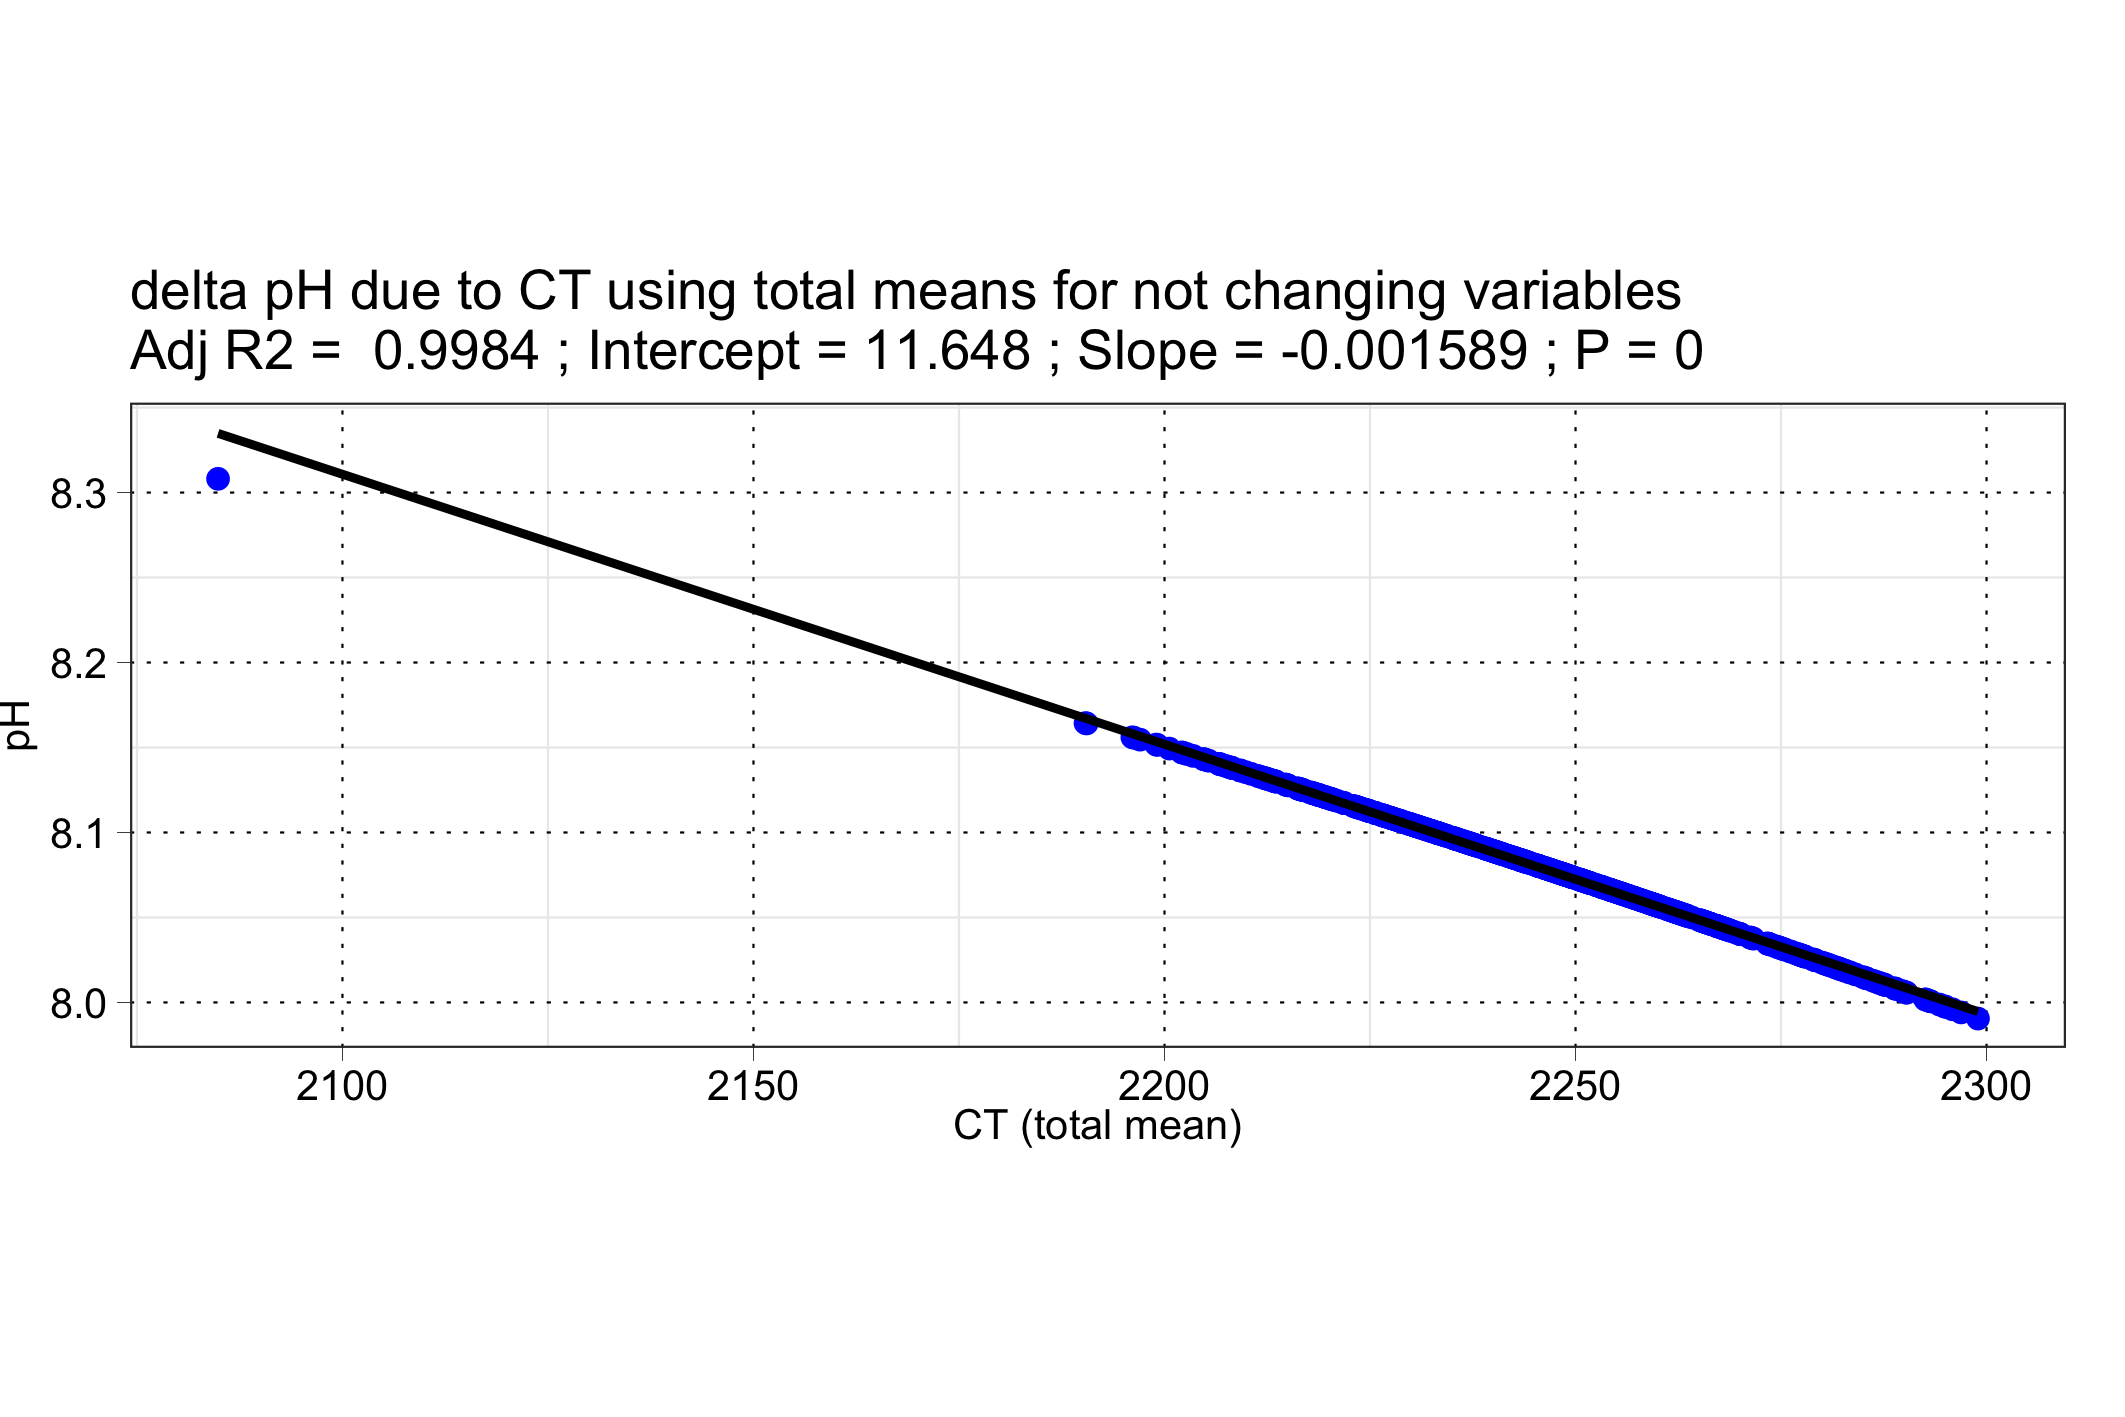 delta pH due to CT using total means for not changing variables
Adj R2 =  0.9984 ; Intercept = 11.648 ; Slope = -0.001589 ; P = 0
8.3
8.2
8.1
8.0
pH
2100 2150 2200 2250 2300
CT (total mean)